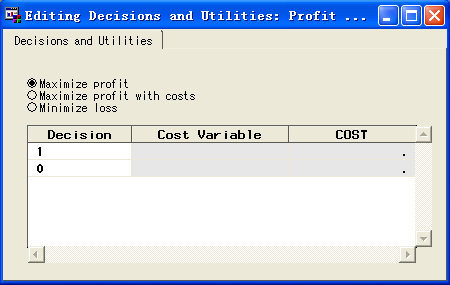 Editing Decisions and Utilities: Profit ...
Decisions and Utilities
Maximize profit
Maximize profit with costs
Minimize loss
Decision Cost Variable COST
1 .
0 .